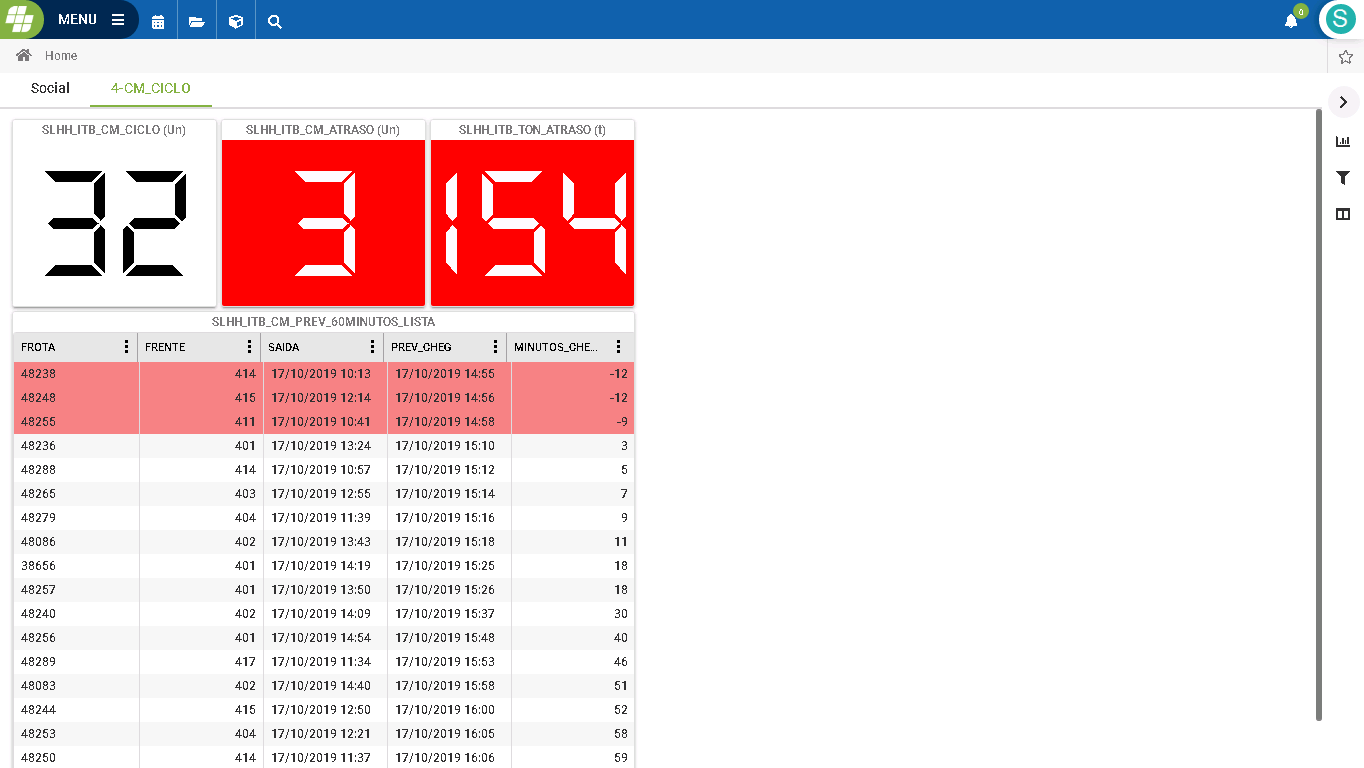 MENU
0
S
Home
Social 4-CM_CICLO
SLHH_ITB_CM_CICLO (Un) SLHH_ITB_CM_ATRASO (Un) SLHH_ITB_TON_ATRASO (t)
32 3 154
SLHH_ITB_CM_PREV_60MINUTOS_LISTA
FROTA FRENTE SAIDA PREV_CHEG MINUTOS_CHE...
48238 414 17/10/2019 10:13 17/10/2019 14:55 -12
48248 415 17/10/2019 12:14 17/10/2019 14:56 -12
48255 411 17/10/2019 10:41 17/10/2019 14:58 -9
48236 401 17/10/2019 13:24 17/10/2019 15:10 3
48288 414 17/10/2019 10:57 17/10/2019 15:12 5
48265 403 17/10/2019 12:55 17/10/2019 15:14 7
48279 404 17/10/2019 11:39 17/10/2019 15:16 9
48086 402 17/10/2019 13:43 17/10/2019 15:18 11
38656 401 17/10/2019 14:19 17/10/2019 15:25 18
48257 401 17/10/2019 13:50 17/10/2019 15:26 18
48240 402 17/10/2019 14:09 17/10/2019 15:37 30
48256 401 17/10/2019 14:54 17/10/2019 15:48 40
48289 417 17/10/2019 11:34 17/10/2019 15:53 46
48083 402 17/10/2019 14:40 17/10/2019 15:58 51
48244 415 17/10/2019 12:50 17/10/2019 16:00 52
48253 404 17/10/2019 12:21 17/10/2019 16:05 58
48250 414 17/10/2019 11:37 17/10/2019 16:06 59